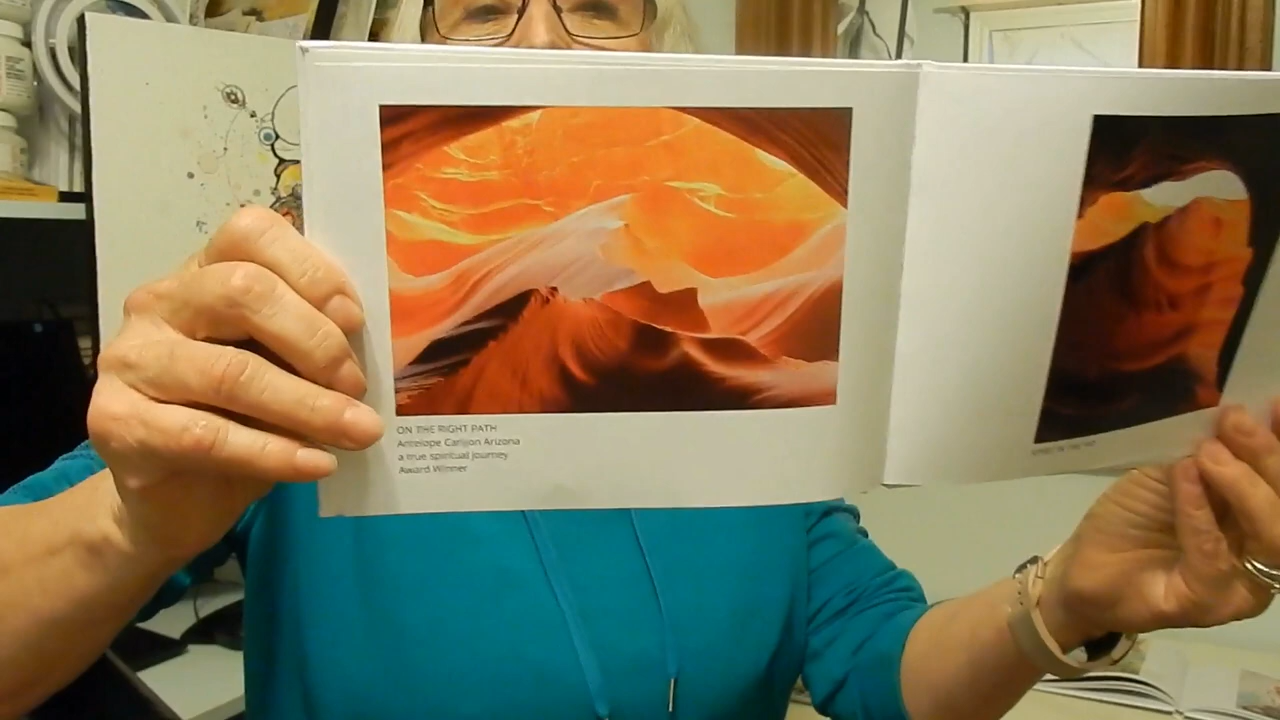 ON THE RIGHT PATH
Antelope Canyon Arizona
a true spiritual journey
Award Winner